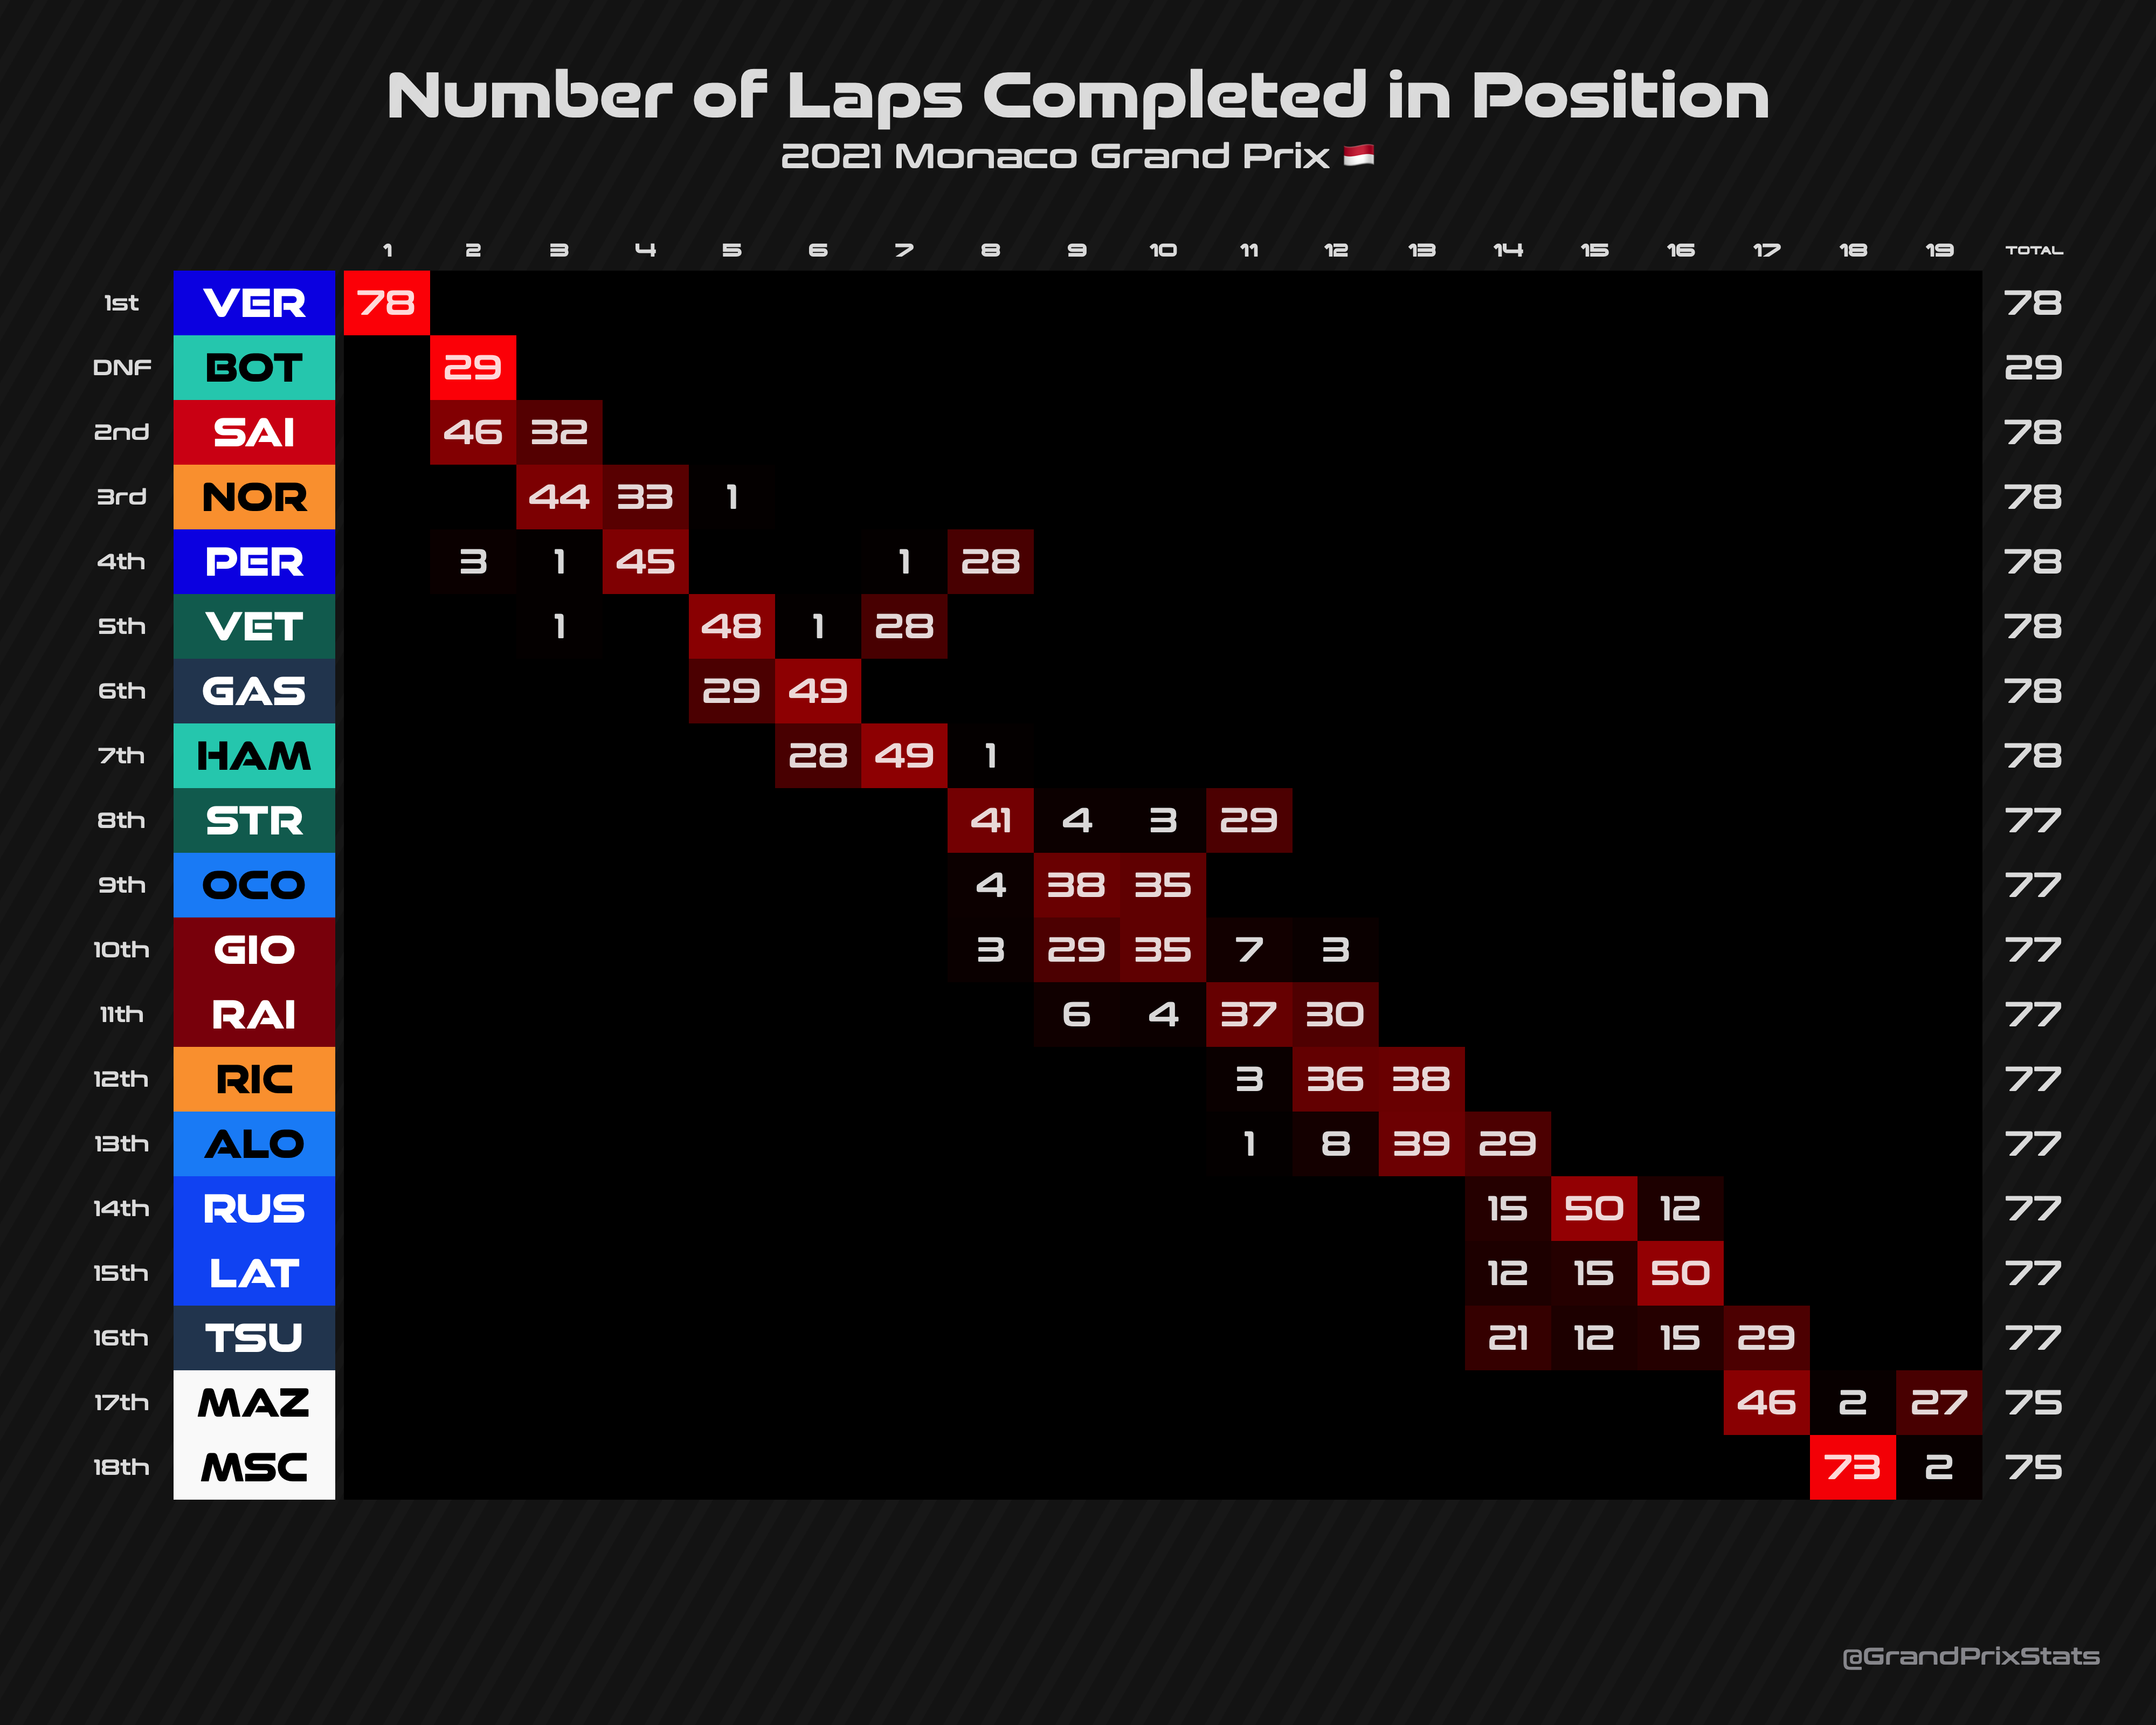 Number of Laps Completed in Position
2021 Monaco Grand Prix 🇲🇨
1 2 3 4 5 6 7 8 9 10 11 12 13 14 15 16 17 18 19 TOTAL
1st VER 78 78
DNF BOT 29 29
2nd SAI 46 32 78
3rd NOR 44 33 1 78
4th PER 3 1 45 1 28 78
5th VET 1 48 1 28 78
6th GAS 29 49 78
7th HAM 28 49 1 78
8th STR 41 4 3 29 77
9th OCO 4 38 35 77
10th GIO 3 29 35 7 3 77
11th RAI 6 4 37 30 77
12th RIC 3 36 38 77
13th ALO 1 8 39 29 77
14th RUS 15 50 12 77
15th LAT 12 15 50 77
16th TSU 21 12 15 29 77
17th MAZ 46 2 27 75
18th MSC 73 2 75
@GrandPrixStats